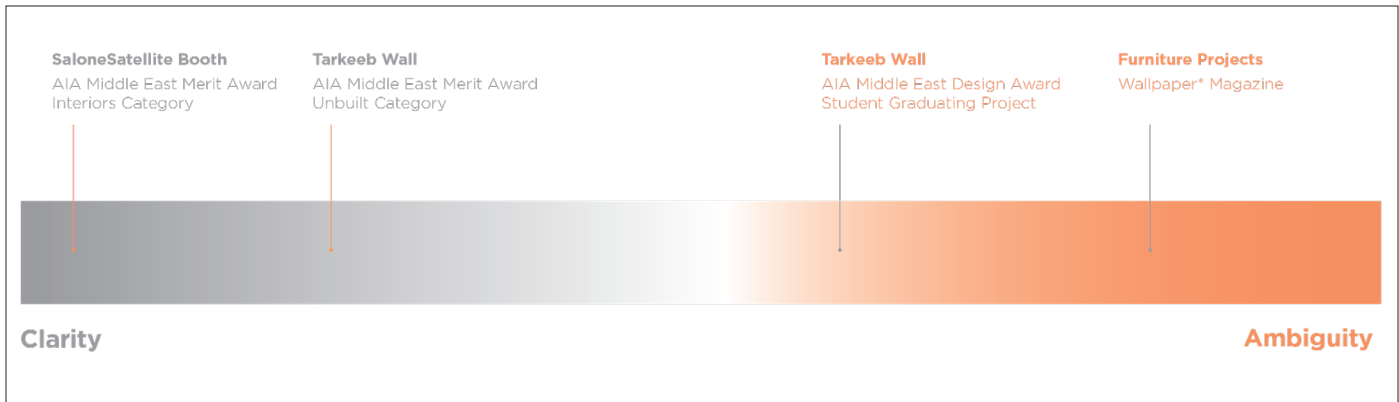 SaloneSatellite Booth
AIA Middle East Merit Award
Interiors Category
Tarkeeb Wall
AIA Middle East Merit Award
Unbuilt Category
Tarkeeb Wall
AIA Middle East Design Award
Student Graduating Project
Furniture Projects
Wallpaper* Magazine
Clarity
Ambiguity